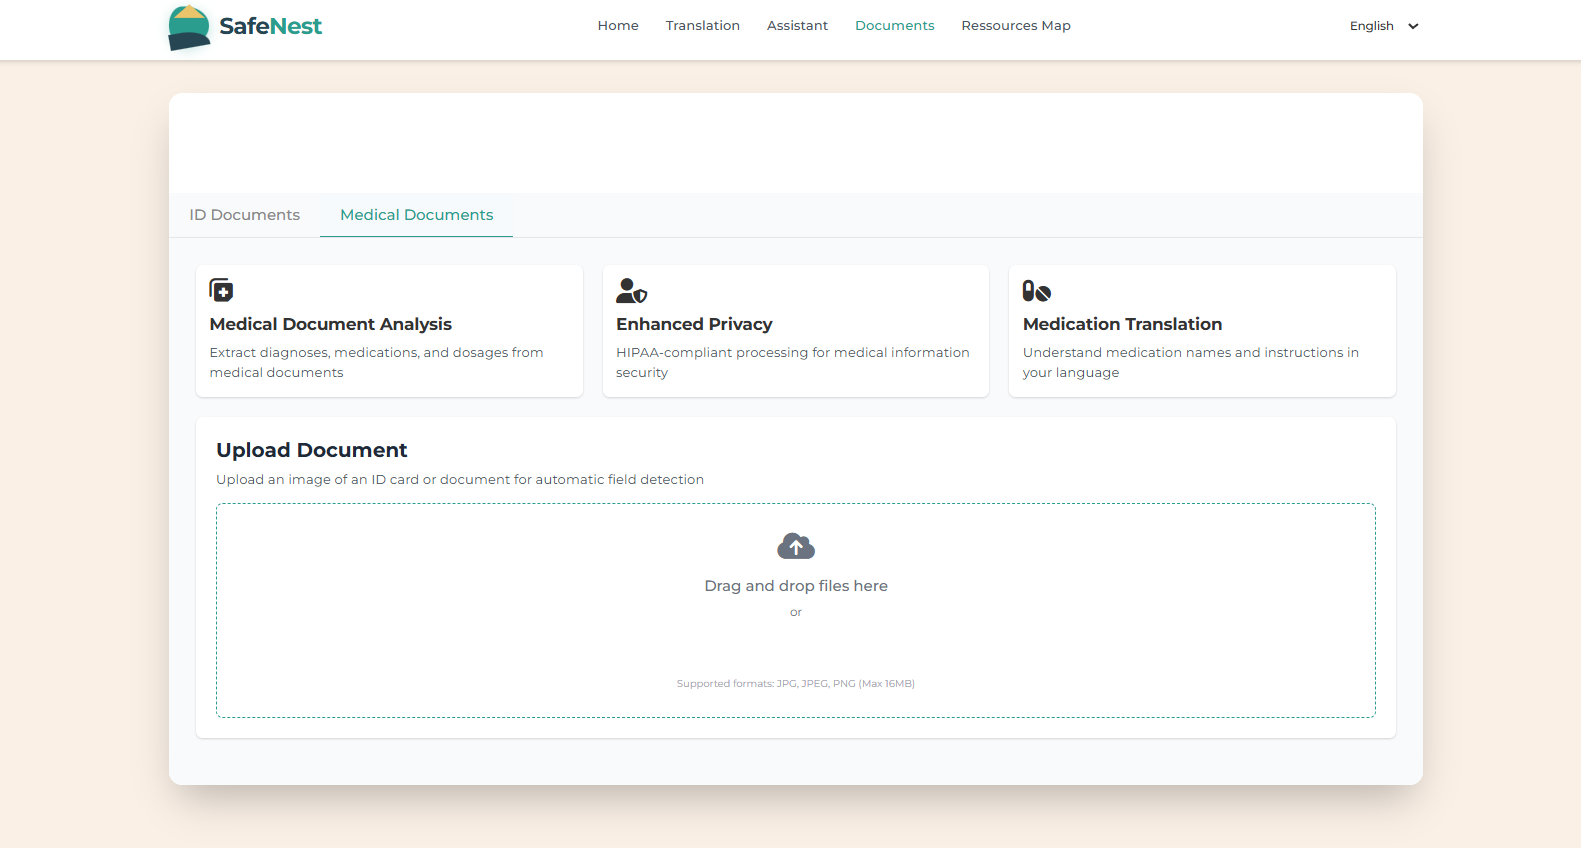 SafeNest
Home
Translation
Assistant
Documents
Ressources Map
English
ID Documents
Medical Documents
Medical Document Analysis
Extract diagnoses, medications, and dosages from
medical documents
Enhanced Privacy
HIPAA-compliant processing for medical information
security
Medication Translation
Understand medication names and instructions in
your language
Upload Document
Upload an image of an ID card or document for automatic field detection
Drag and drop files here
or
Supported formats: JPG, JPEG, PNG (Max 16MB)